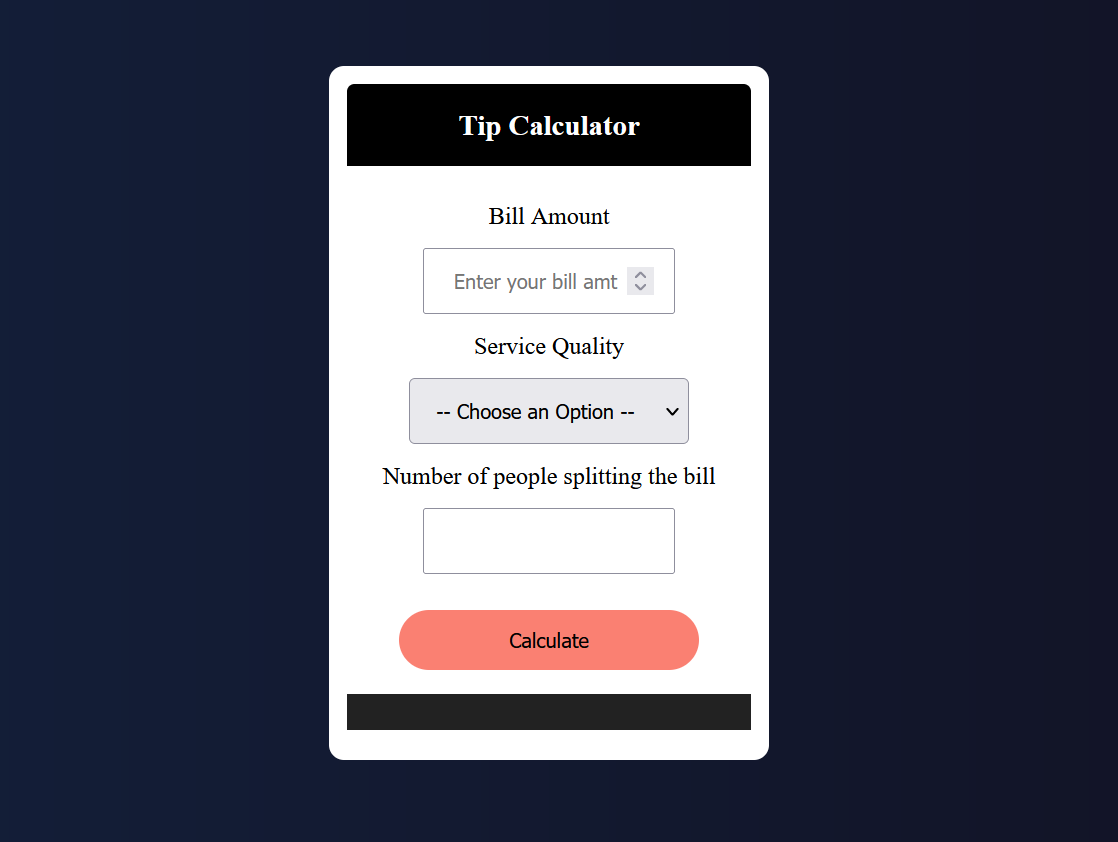 Tip Calculator
Bill Amount
Enter your bill amt
Service Quality
-- Choose an Option --
Number of people splitting the bill
Calculate